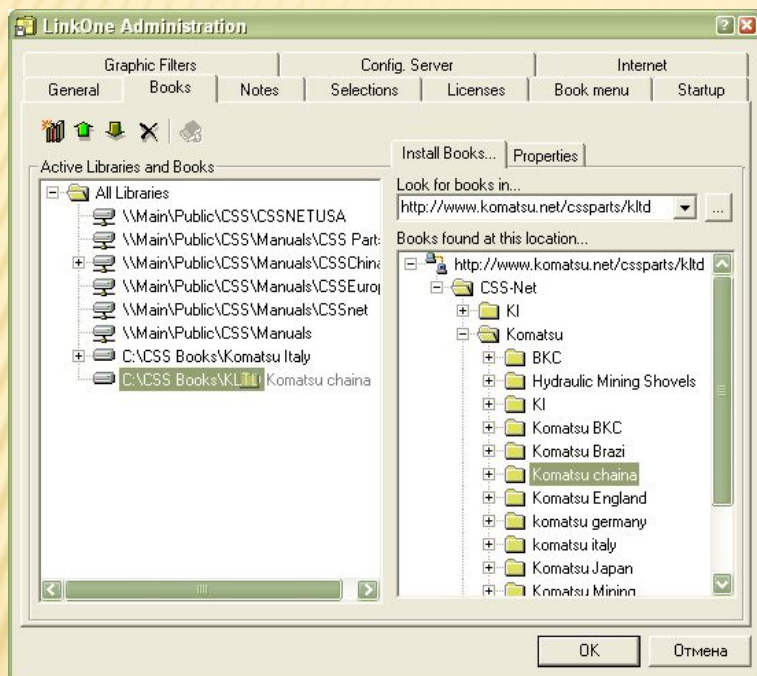 LinkOne Administration
Graphic Filters
Config. Server
Internet
General
Books
Notes
Selections
Licenses
Book menu
Startup
Active Libraries and Books
All Libraries
\\Main\Public\CSS\CSSNETUSA
\\Main\Public\CSS\Manuals\CSS Part
\\Main\Public\CSS\Manuals\CSSChina
\\Main\Public\CSS\Manuals\CSSEuro
\\Main\Public\CSS\Manuals\CSSnet
\\Main\Public\CSS\Manuals
C:\CSS Books\Komatsu Italy
C:\CSS Books\KLTD Komatsu chaina
Install Books...
Properties
Look for books in...
http://www.komatsu.net/cssparts/kltd
...
Books found at this location...
http://www.komatsu.net/cssparts/kltd
CSS-Net
KI
Komatsu
BKC
Hydraulic Mining Shovels
KI
Komatsu BKC
Komatsu Brazi
Komatsu chaina
Komatsu England
komatsu germany
komatsu italy
Komatsu Japan
Komatsu Mining
OK
Отмена